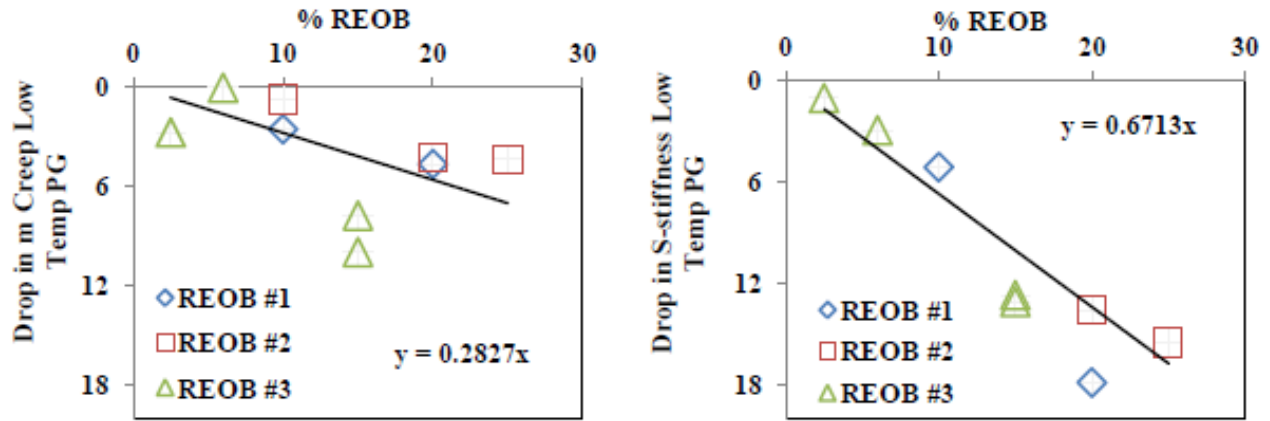 % REOB
0 10 20 30
Drop in m Creep Low
Temp PG
0
6
12
18
REOB #1
REOB #2
REOB #3
y = 0.2827x
% REOB
0 10 20 30
Drop in S-stiffness Low
Temp PG
0
6
12
18
y = 0.6713x
REOB #1
REOB #2
REOB #3